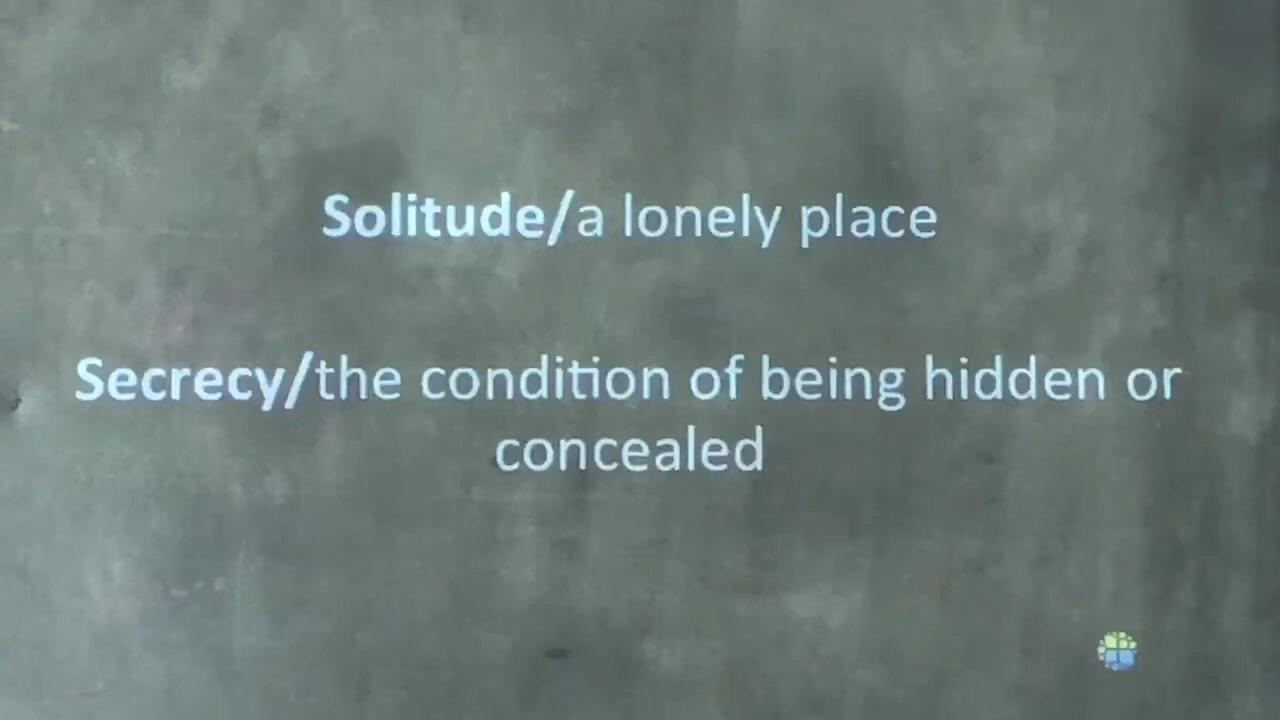 Solitude/a lonely place
Secrecy/the condition of being hidden or
concealed